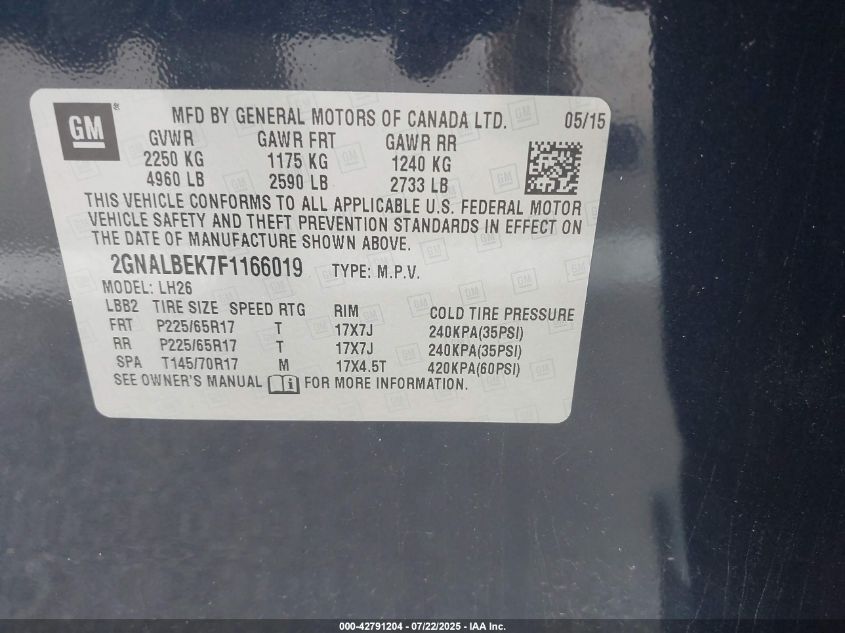 GM ®
MFD BY GENERAL MOTORS OF CANADA LTD. 05/15
GVWR GAWR FRT GAWR RR
2250 KG 1175 KG 1240 KG
4960 LB 2590 LB 2733 LB
THIS VEHICLE CONFORMS TO ALL APPLICABLE U.S. FEDERAL MOTOR
VEHICLE SAFETY AND THEFT PREVENTION STANDARDS IN EFFECT ON
THE DATE OF MANUFACTURE SHOWN ABOVE.
2GNALBEK7F1166019 TYPE: M.P.V.
MODEL: LH26
LBB2 TIRE SIZE SPEED RTG RIM COLD TIRE PRESSURE
FRT P225/65R17 T 17X7J 240KPA(35PSI)
RR P225/65R17 T 17X7J 240KPA(35PSI)
SPA T145/70R17 M 17X4.5T 420KPA(60PSI)
SEE OWNER'S MANUAL i FOR MORE INFORMATION.
000-42791204 - 07/22/2025 - IAA Inc.